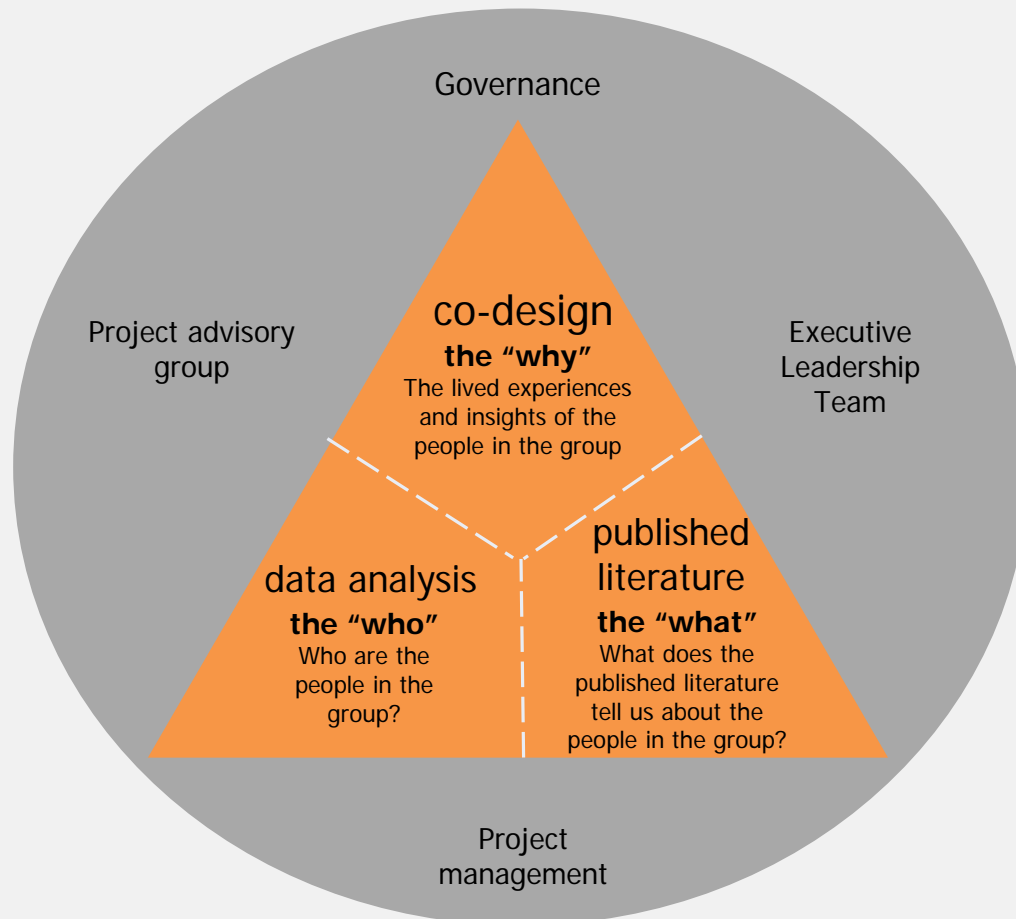 Governance
Project advisory
group
Executive
Leadership
Team
co-design
the “why”
The lived experiences
and insights of the
people in the group
data analysis
the “who”
Who are the
people in the
group?
published
literature
the “what”
What does the
published literature
tell us about the
people in the group?
Project
management